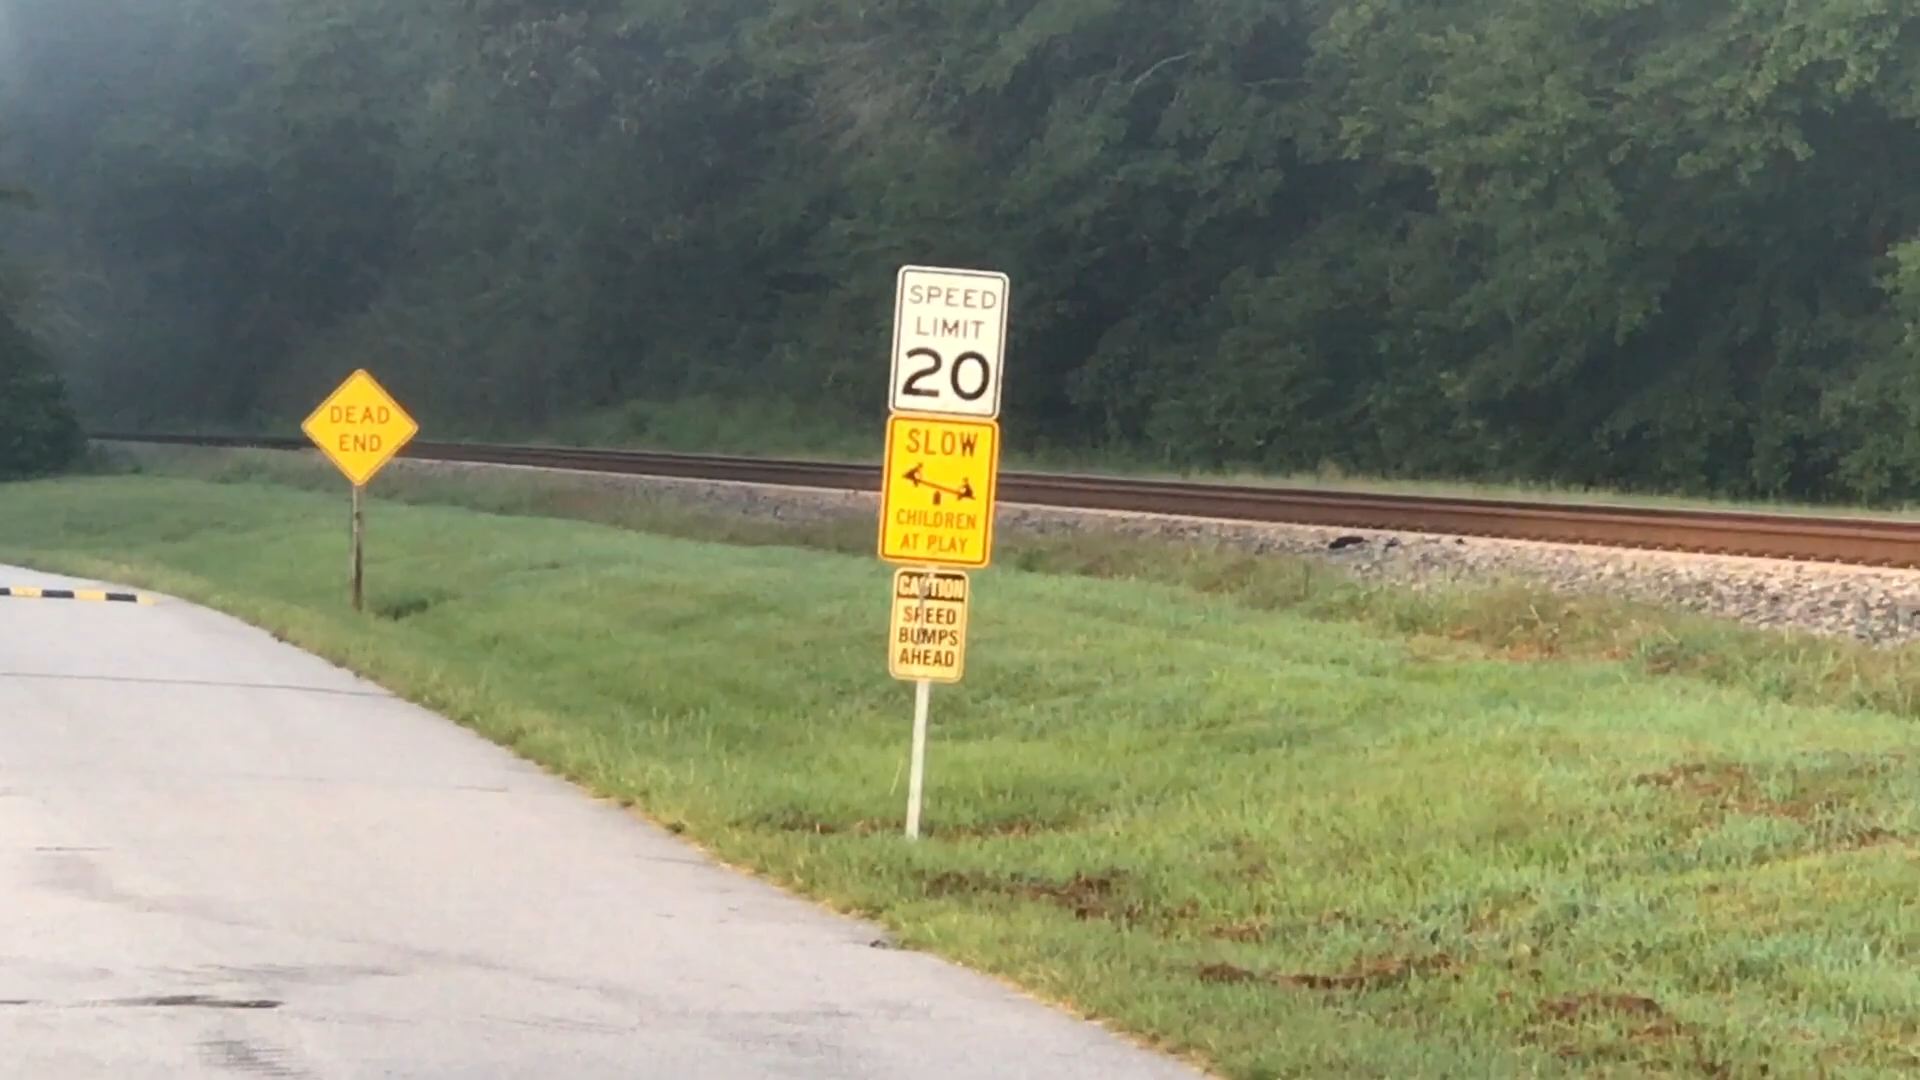 DEAD
END
SPEED
LIMIT
20
SLOW
CHILDREN
AT PLAY
CAUTION
SPEED
BUMPS
AHEAD